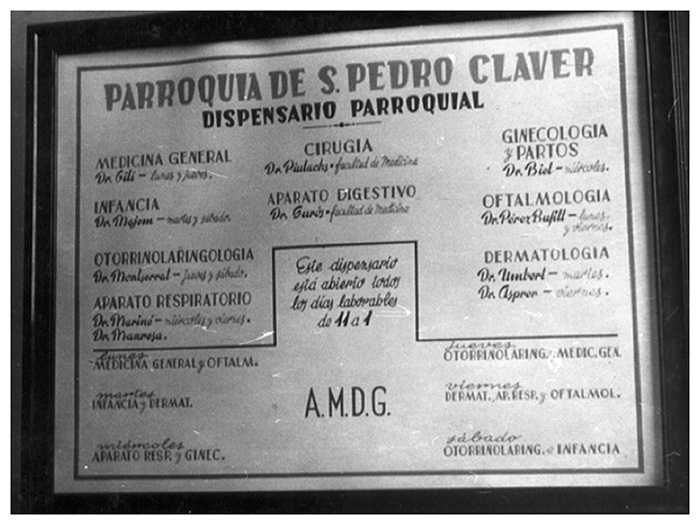 PARROQUIA DE S. PEDRO CLAVER
DISPENSARIO PARROQUIAL
MEDICINA GENERAL
Dr. Gili - lunes y jueves.
INFANCIA
Dr. Majem - martes y sábado.
OTORRINOLARINGOLOGIA
Dr. Montserrat - jueves y sábado.
APARATO RESPIRATORIO
Dr. Mariné - miércoles y viernes.
Dr. Manresa.
CIRUGIA
Dr. Piulachs - facultad de Medicina
APARATO DIGESTIVO
Dr. - facultad de Medicina
GINECOLOGIA
y PARTOS
Dr. Biel - miércoles.
OFTALMOLOGIA
Dr. Pérez Bufill - lunes
y viernes.
DERMATOLOGIA
Dr. Umbert - martes.
Dr. Asprer - viernes.
Este dispensario
está abierto todos
los días laborables
de 11 a 1
lunes
MEDICINA GENERAL y OFTALM.
martes
INFANCIA y DERMAT.
miércoles
APARATO RESP. y GINEC.
A.M.D.G.
jueves
OTORRINOLARING. y MEDIC. GEN.
viernes
DERMAT., AP. RESP. y OFTALMOL.
sábado
OTORRINOLARING. e INFANCIA